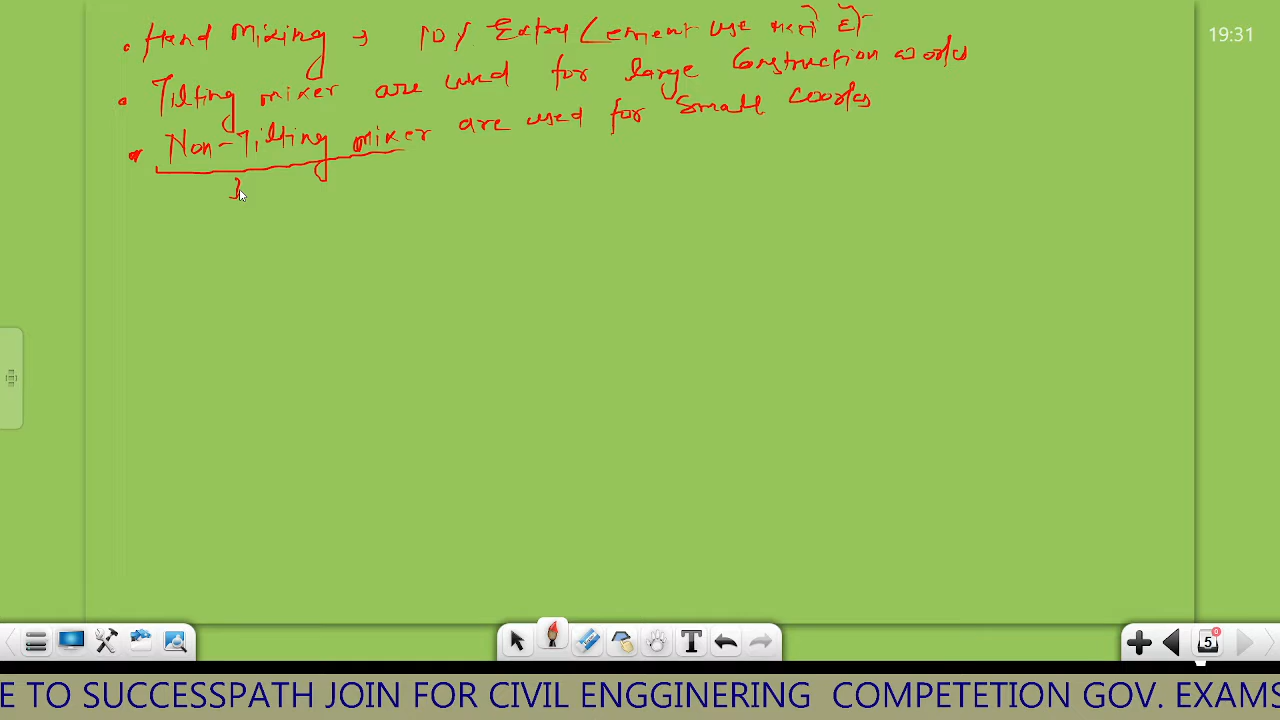 19:31
• Hand Mixing → 10% Extra Cement use करते है
• Tilting mixer are used for large Construction works
• Non-Tilting mixer are used for Small works
T
5
E TO SUCCESSPATH JOIN FOR CIVIL ENGGINERING COMPETETION GOV. EXAMS